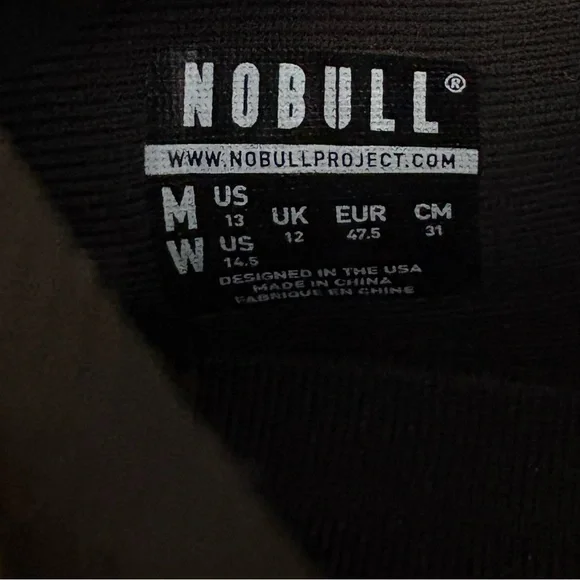 NOBULL®
WWW.NOBULLPROJECT.COM
M US 13 UK 12 EUR 47.5 CM 31
W US 14.5
DESIGNED IN THE USA
MADE IN CHINA
FABRIQUE EN CHINE